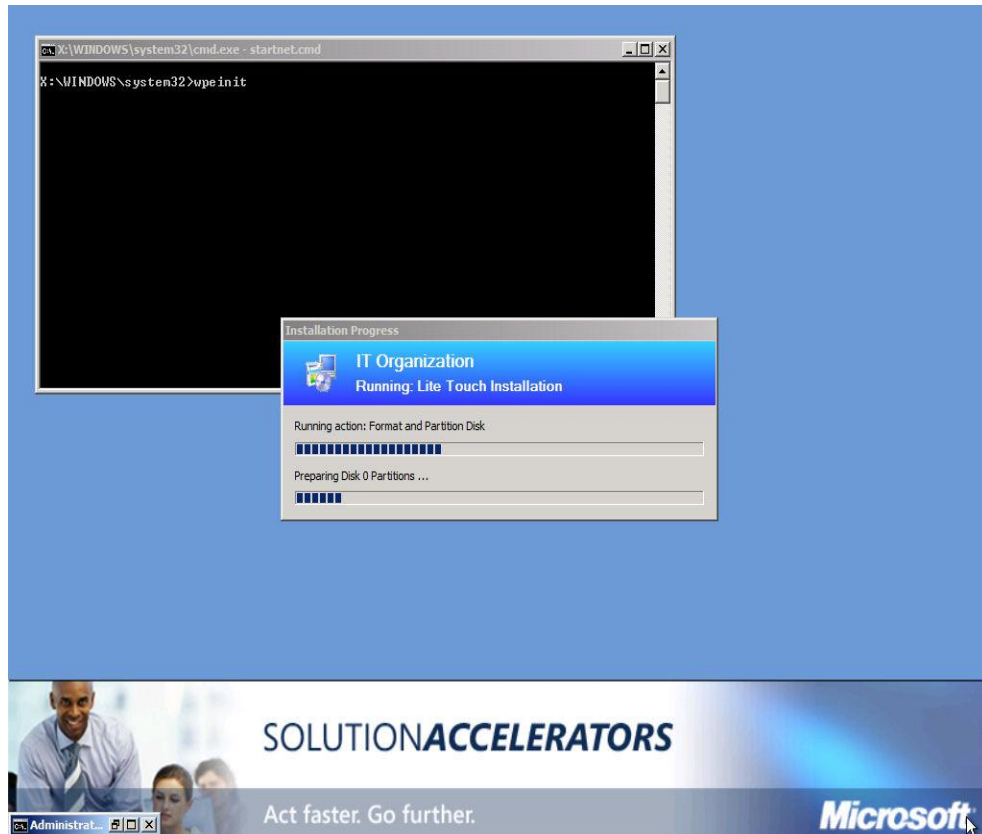 X:\WINDOWS\system32\cmd.exe - startnet.cmd
X:\WINDOWS\system32>wpeinit
Installation Progress
IT Organization
Running: Lite Touch Installation
Running action: Format and Partition Disk
Preparing Disk 0 Partitions ...
SOLUTIONACCELERATORS
Act faster. Go further.
Microsoft
Administrat...